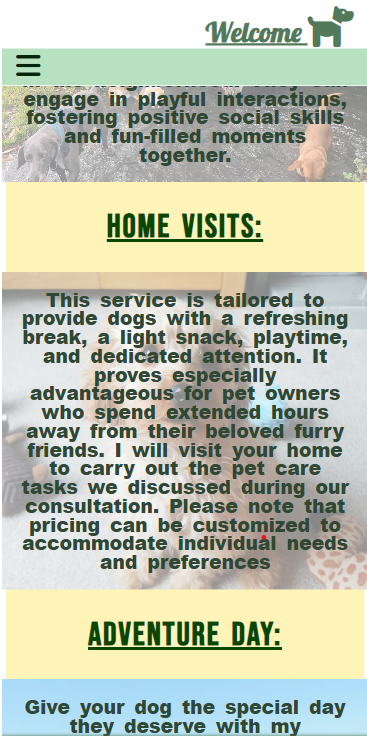 Welcome
engage in playful interactions,
fostering positive social skills
and fun-filled moments
together.
HOME VISITS:
This service is tailored to
provide dogs with a refreshing
break, a light snack, playtime,
and dedicated attention. It
proves especially
advantageous for pet owners
who spend extended hours
away from their beloved furry
friends. I will visit your home
to carry out the pet care
tasks we discussed during our
consultation. Please note that
pricing can be customized to
accommodate individual needs
and preferences
ADVENTURE DAY:
Give your dog the special day
they deserve with my